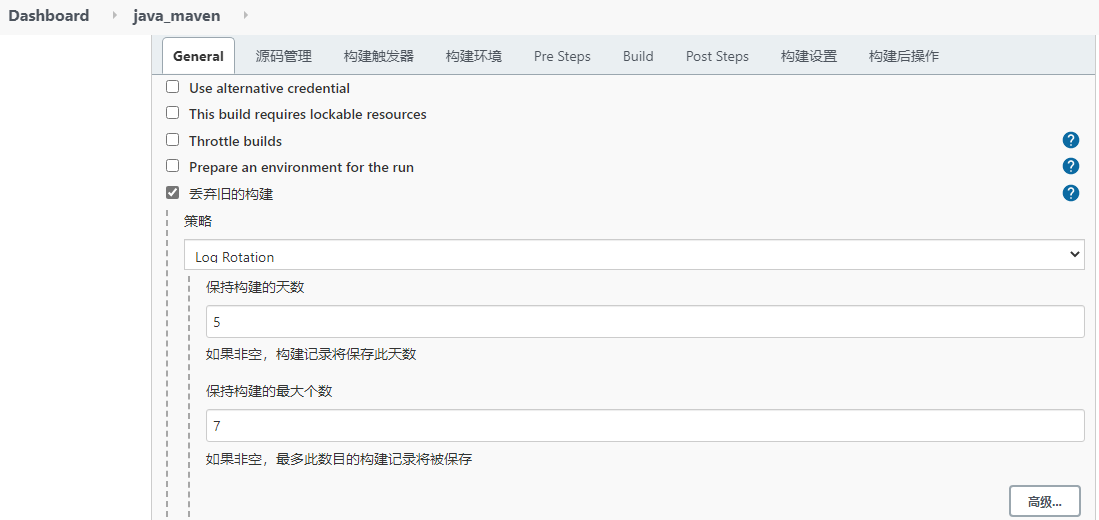 Dashboard java_maven
General 源码管理 构建触发器 构建环境 Pre Steps Build Post Steps 构建设置 构建后操作
Use alternative credential
This build requires lockable resources
Throttle builds ?
Prepare an environment for the run ?
丢弃旧的构建 ?
策略
Log Rotation
保持构建的天数
5
如果非空，构建记录将保存此天数
保持构建的最大个数
7
如果非空，最多此数目的构建记录将被保存
高级...